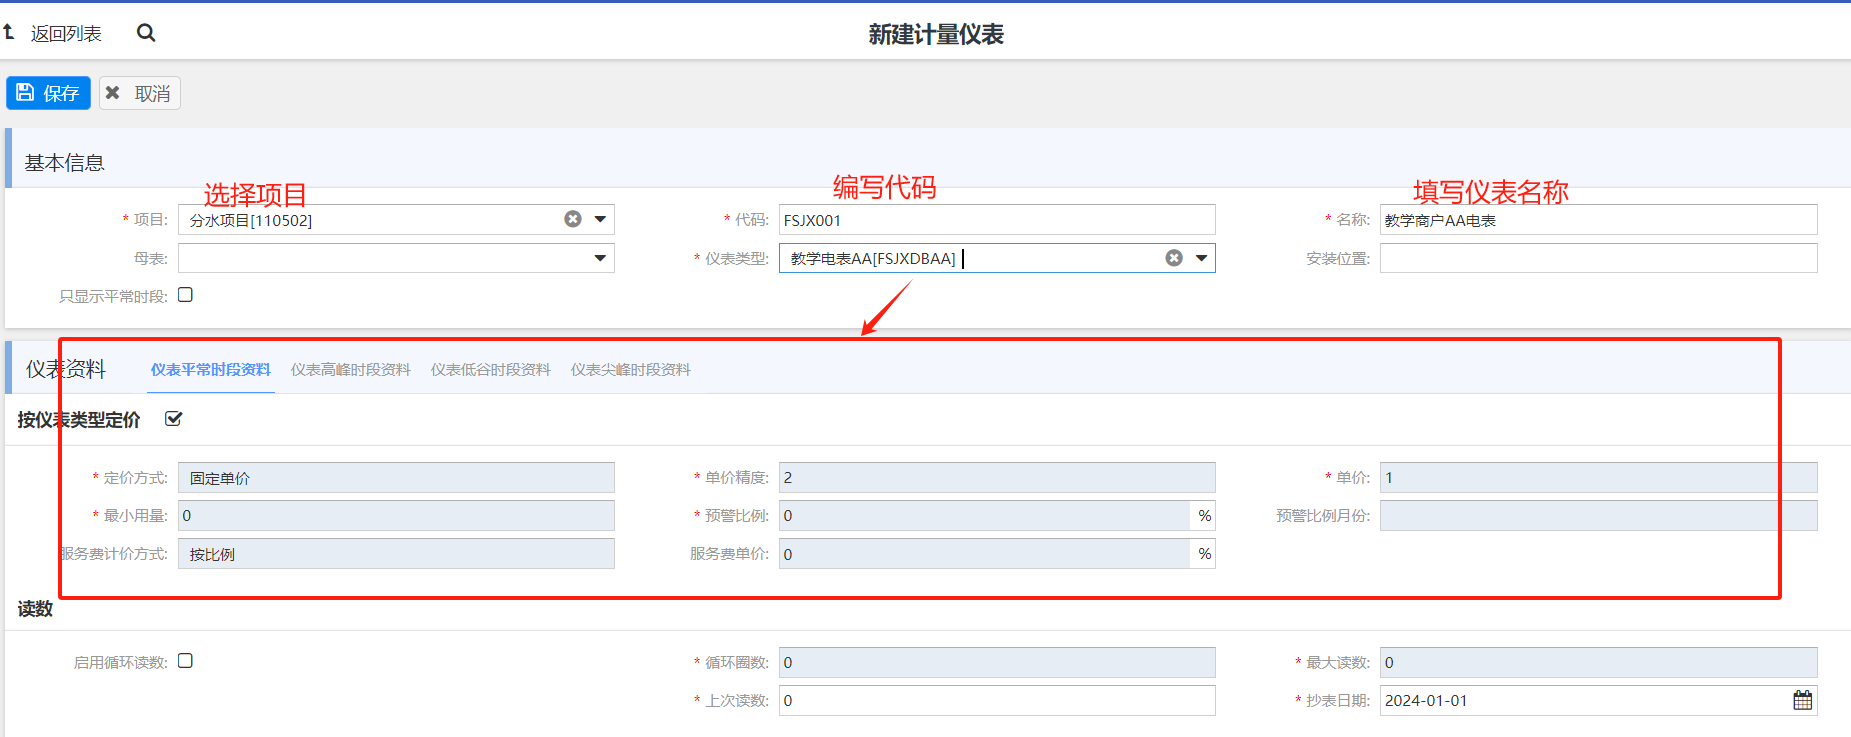 返回列表
新建计量仪表
保存 取消
基本信息
选择项目 编写代码 填写仪表名称
* 项目: 分水项目[110502] * 代码: FSJX001 * 名称: 教学商户AA电表
母表: * 仪表类型: 教学电表AA[FSJXDBAA] 安装位置:
只显示平常时段:
仪表资料 仪表平常时段资料 仪表高峰时段资料 仪表低谷时段资料 仪表尖峰时段资料
按仪表类型定价
* 定价方式: 固定单价 * 单价精度: 2 * 单价: 1
* 最小用量: 0 * 预警比例: 0 % 预警比例月份:
服务费计价方式: 按比例 服务费单价: 0 %
读数
启用循环读数: * 循环圈数: 0 * 最大读数: 0
* 上次读数: 0 * 抄表日期: 2024-01-01